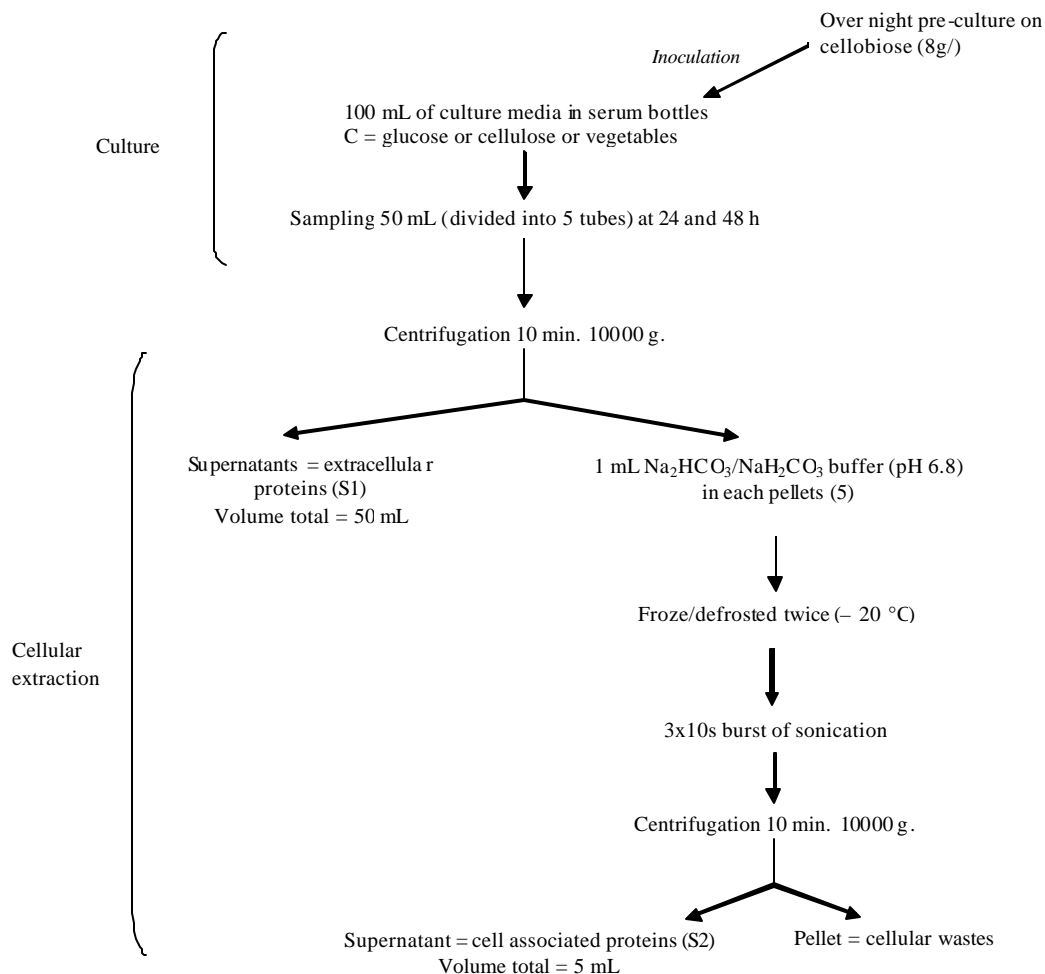 Over night pre-culture on
cellobiose (8g/)
Inoculation
100 mL of culture media in serum bottles
C = glucose or cellulose or vegetables
Culture
Sampling 50 mL (divided into 5 tubes) at 24 and 48 h
Centrifugation 10 min. 10000 g.
Supernatants = extracellular
proteins (S1)
Volume total = 50 mL
1 mL Na₂HCO₃/NaH₂CO₃ buffer (pH 6.8)
in each pellets (5)
Froze/defrosted twice (– 20 °C)
Cellular
extraction
3x10s burst of sonication
Centrifugation 10 min. 10000 g.
Supernatant = cell associated proteins (S2)
Volume total = 5 mL
Pellet = cellular wastes